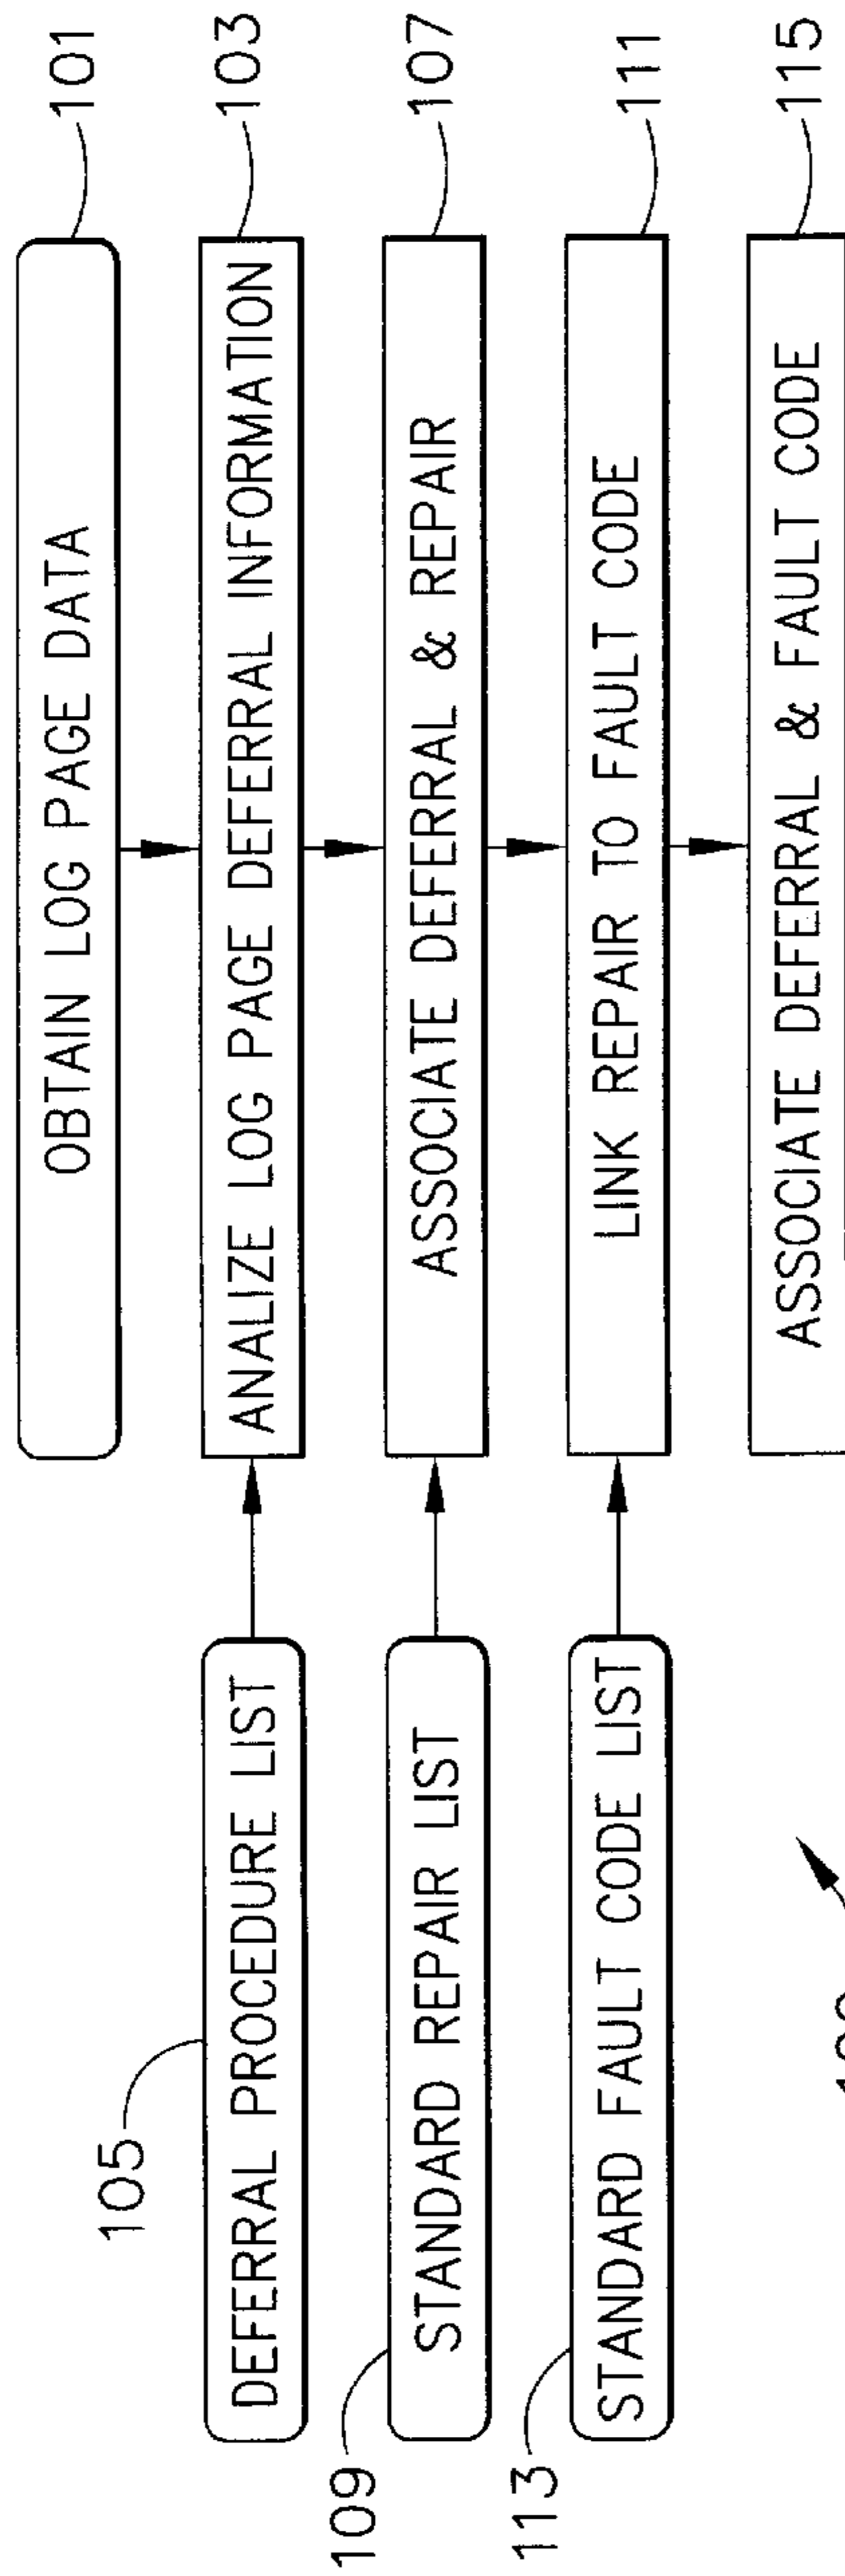 OBTAIN LOG PAGE DATA
101
105
DEFERRAL PROCEDURE LIST
ANALIZE LOG PAGE DEFERRAL INFORMATION
103
109
STANDARD REPAIR LIST
ASSOCIATE DEFERRAL & REPAIR
107
113
STANDARD FAULT CODE LIST
LINK REPAIR TO FAULT CODE
111
ASSOCIATE DEFERRAL & FAULT CODE
115